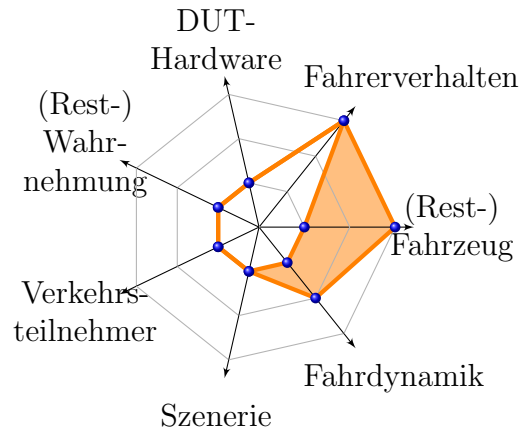 DUT-
Hardware
Fahrerverhalten
(Rest-)
Wahr-
nehmung
(Rest-)
Fahrzeug
Verkehrs-
teilnehmer
Fahrdynamik
Szenerie